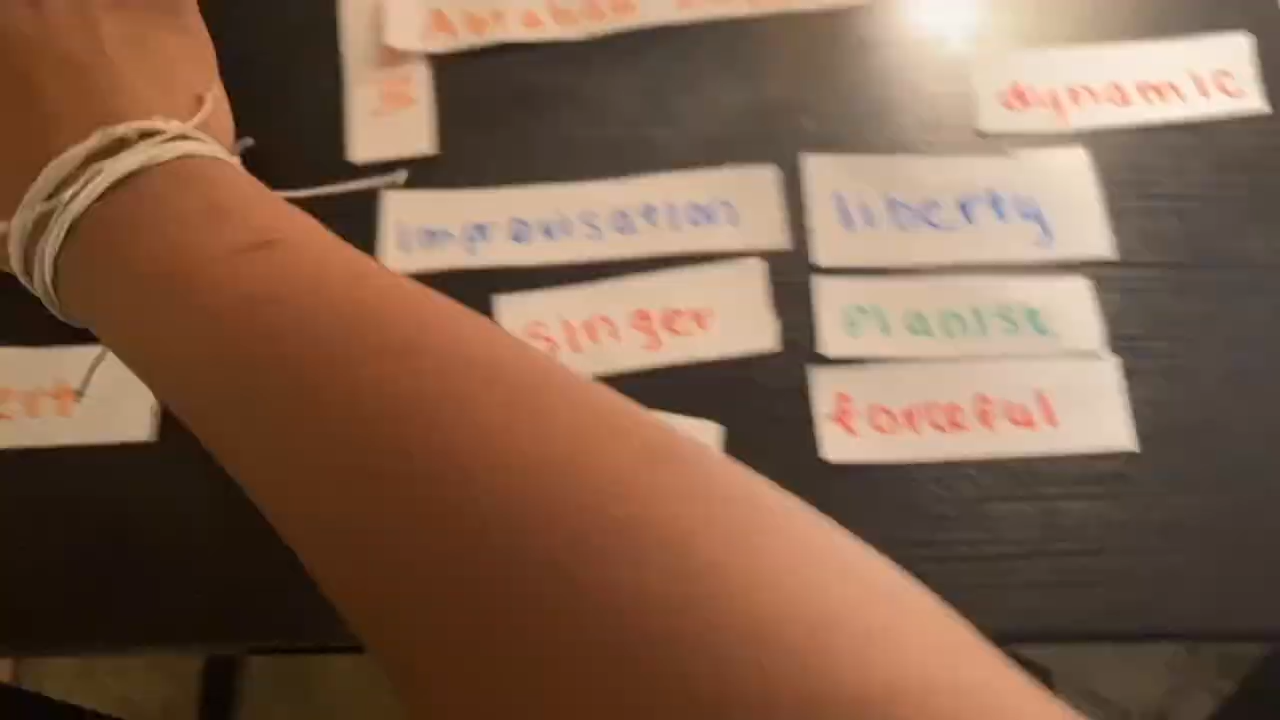 dynamic
improvisation
liberty
singer
Pianist
forceful